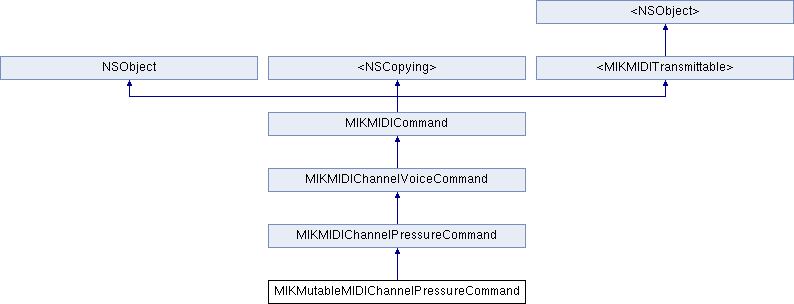 <NSObject>
NSObject
<NSCopying>
<MIKMIDITransmittable>
MIKMIDICommand
MIKMIDIChannelVoiceCommand
MIKMIDIChannelPressureCommand
MIKMutableMIDIChannelPressureCommand